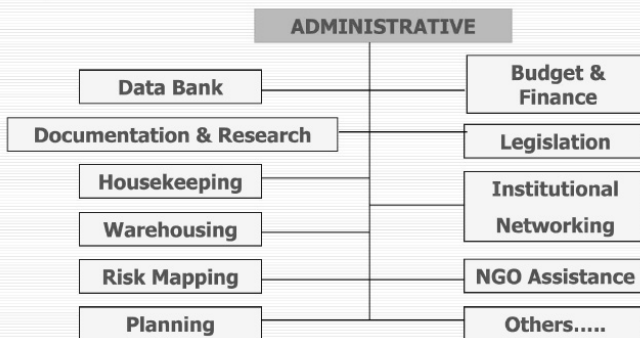 ADMINISTRATIVE
Data Bank
Documentation & Research
Housekeeping
Warehousing
Risk Mapping
Planning
Budget &
Finance
Legislation
Institutional
Networking
NGO Assistance
Others.....